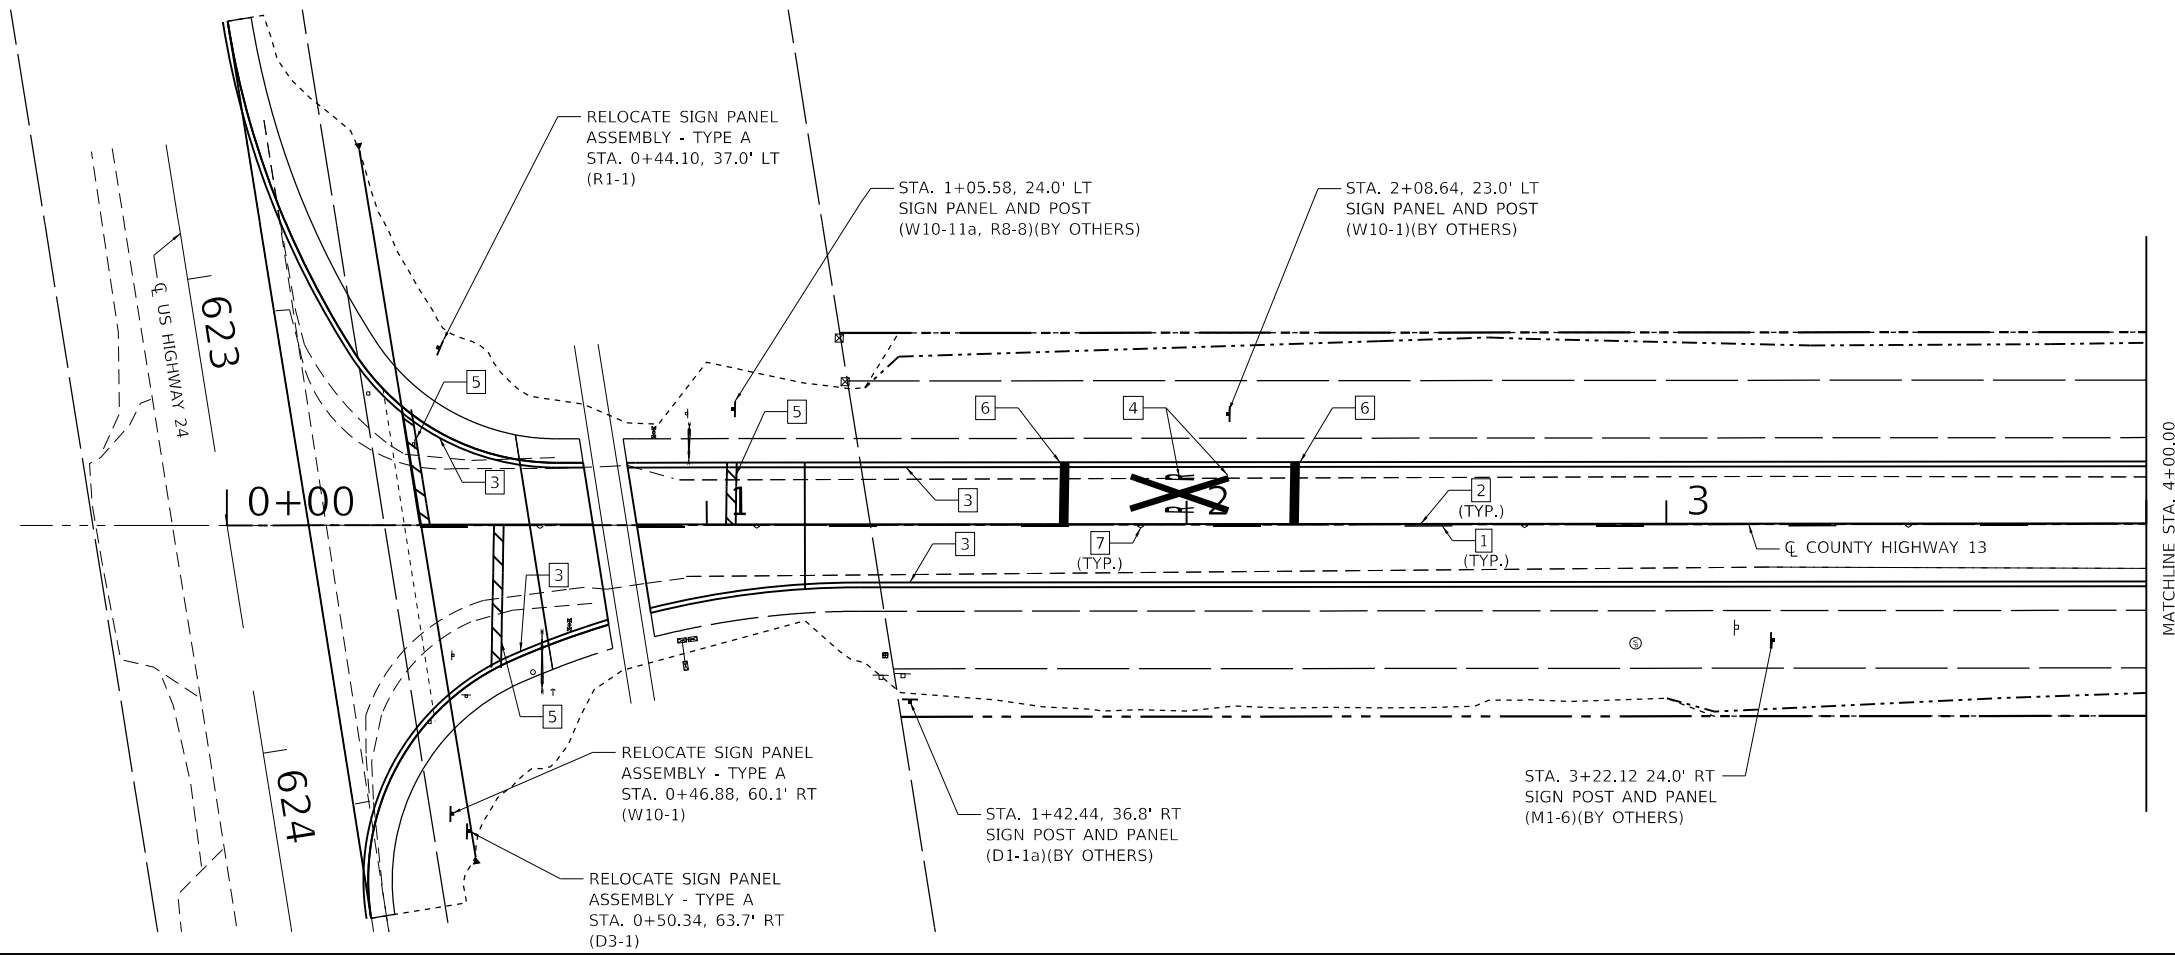 RELOCATE SIGN PANEL
ASSEMBLY - TYPE A
STA. 0+44.10, 37.0' LT
(R1-1)
STA. 1+05.58, 24.0' LT
SIGN PANEL AND POST
(W10-11a, R8-8)(BY OTHERS)
STA. 2+08.64, 23.0' LT
SIGN PANEL AND POST
(W10-1)(BY OTHERS)
623
℄ US HIGHWAY 24
624
5
5
6
4
6
3
3
0+00
1
R
R
2
3
2
(TYP.)
3
3
7
(TYP.)
1
(TYP.)
℄ COUNTY HIGHWAY 13
5
MATCHLINE STA. 4+00.00
RELOCATE SIGN PANEL
ASSEMBLY - TYPE A
STA. 0+46.88, 60.1' RT
(W10-1)
RELOCATE SIGN PANEL
ASSEMBLY - TYPE A
STA. 0+50.34, 63.7' RT
(D3-1)
STA. 1+42.44, 36.8' RT
SIGN POST AND PANEL
(D1-1a)(BY OTHERS)
STA. 3+22.12 24.0' RT
SIGN POST AND PANEL
(M1-6)(BY OTHERS)